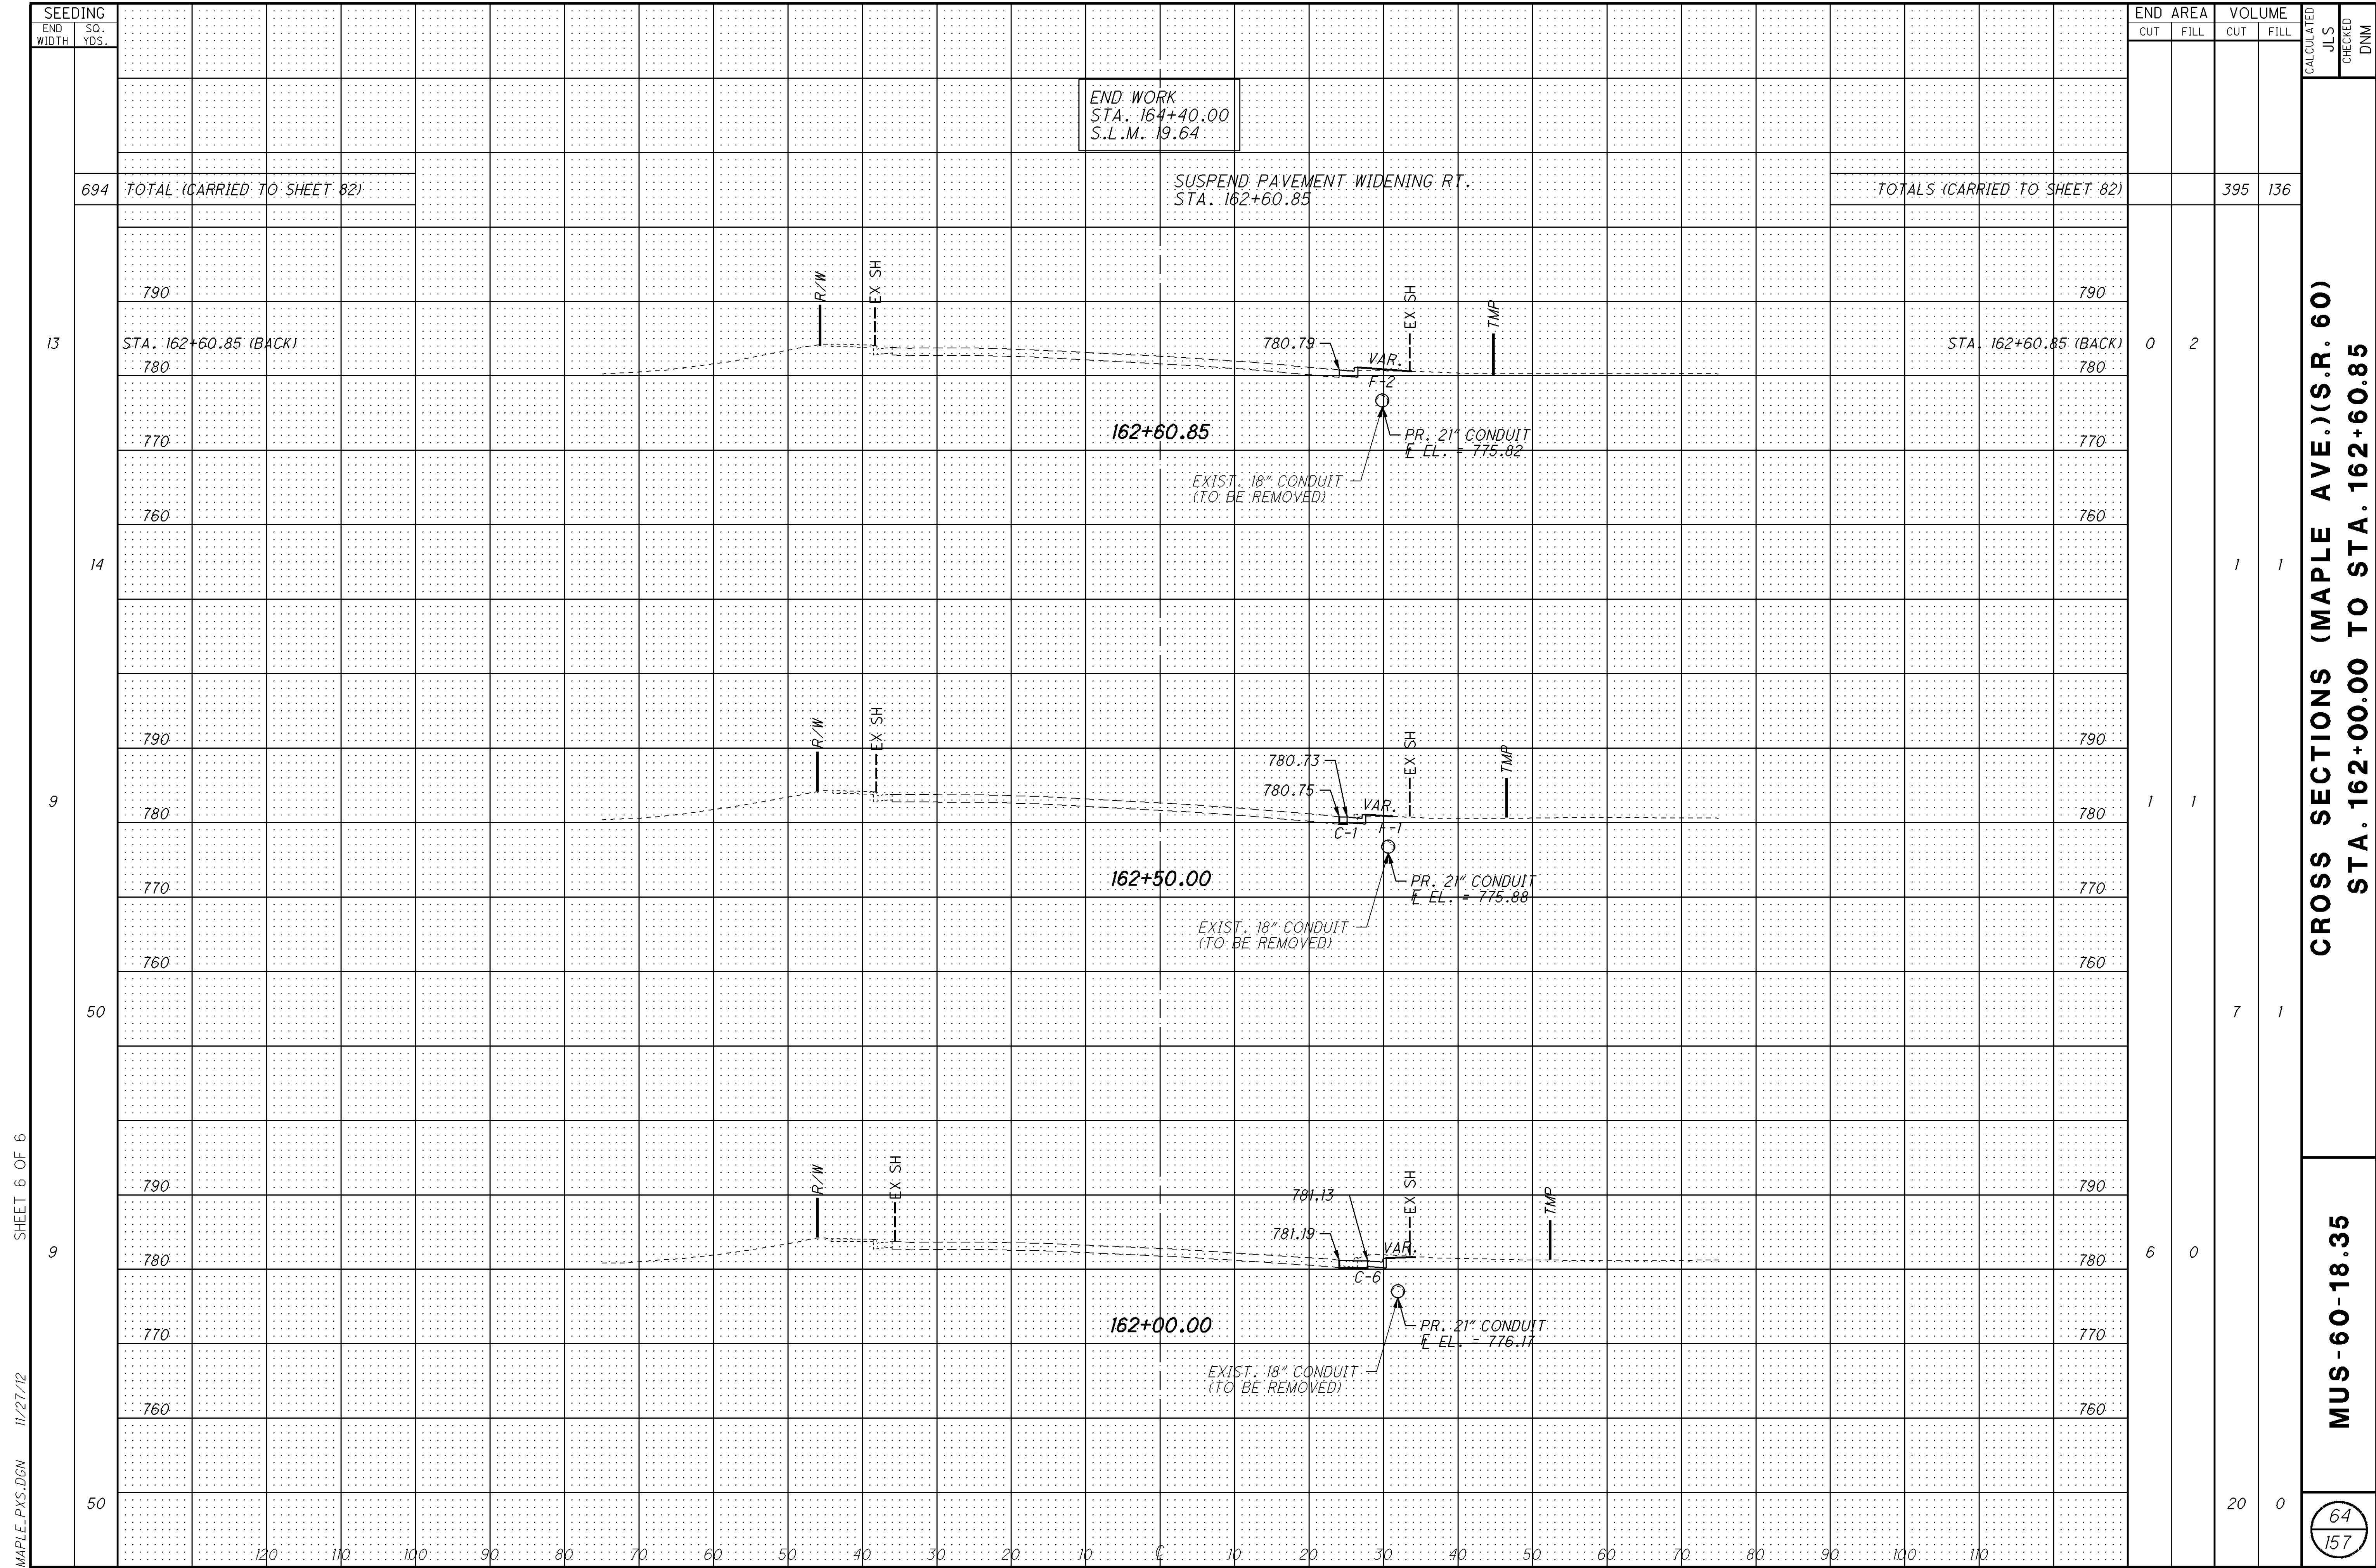 SEEDING
END WIDTH
SQ. YDS.
END AREA
VOLUME
CUT
FILL
CUT
FILL
CALCULATED
JLS
CHECKED
DNM
END WORK
STA. 164+40.00
S.L.M. 19.64
694 TOTAL (CARRIED TO SHEET 82)
SUSPEND PAVEMENT WIDENING RT.
STA. 162+60.85
TOTALS (CARRIED TO SHEET 82) 395 136
R/W
EX SH
EX SH
TMP
790 790
13 STA. 162+60.85 (BACK)
780.79
VAR.
F-2
STA. 162+60.85 (BACK) 0 2
780 780
162+60.85
PR. 21" CONDUIT
℄ EL. = 775.82
770 770
EXIST. 18" CONDUIT
(TO BE REMOVED)
760 760
14 1 1
R/W
EX SH
EX SH
TMP
790 790
780.73
780.75
VAR.
C-1
F-1
9 1 1
780 780
162+50.00
PR. 21" CONDUIT
℄ EL. = 775.88
770 770
EXIST. 18" CONDUIT
(TO BE REMOVED)
760 760
50 7 1
R/W
EX SH
EX SH
TMP
790 790
781.13
781.19
VAR.
C-6
9 6 0
780 780
162+00.00
PR. 21" CONDUIT
℄ EL. = 776.17
770 770
EXIST. 18" CONDUIT
(TO BE REMOVED)
760 760
50 20 0
120 110 100 90 80 70 60 50 40 30 20 10 ℄ 10 20 30 40 50 60 70 80 90 100 110
CROSS SECTIONS (MAPLE AVE.)(S.R. 60)
STA. 162+00.00 TO STA. 162+60.85
MUS-60-18.35
64
157
SHEET 6 OF 6
MAPLE_PXS.DGN 11/27/12